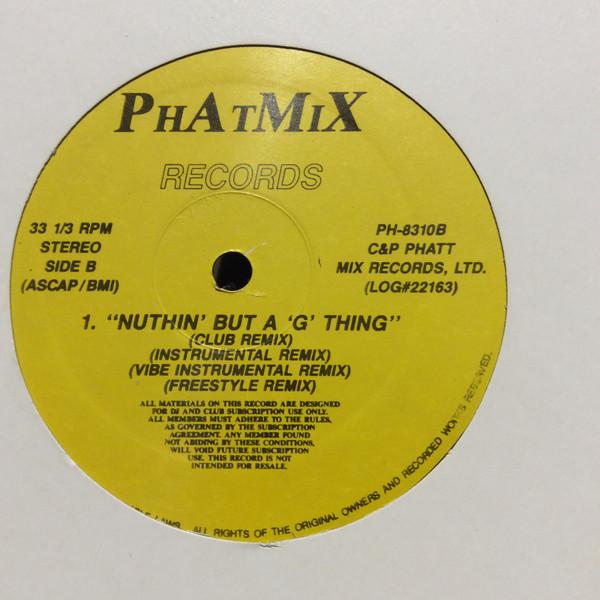 PHATMIX
RECORDS
33 1/3 RPM
STEREO
SIDE B
(ASCAP/BMI)
PH-8310B
C&P PHATT
MIX RECORDS, LTD.
(LOG#22163)
1. "NUTHIN' BUT A 'G' THING"
(CLUB REMIX)
(INSTRUMENTAL REMIX)
(VIBE INSTRUMENTAL REMIX)
(FREESTYLE REMIX)
ALL MATERIALS ON THIS RECORD ARE DESIGNED
FOR DJ AND CLUB SUBSCRIPTION USE ONLY.
ALL MEMBERS MUST ADHERE TO THE RULES,
AS GOVERNED BY THE SUBSCRIPTION
AGREEMENT. ANY MEMBER FOUND
NOT ABIDING BY THESE CONDITIONS,
WILL VOID FUTURE SUBSCRIPTION
USE. THIS RECORD IS NOT
INTENDED FOR RESALE.
LAWS. ALL RIGHTS OF THE ORIGINAL OWNERS AND RECORDED WORKS RESERVED.